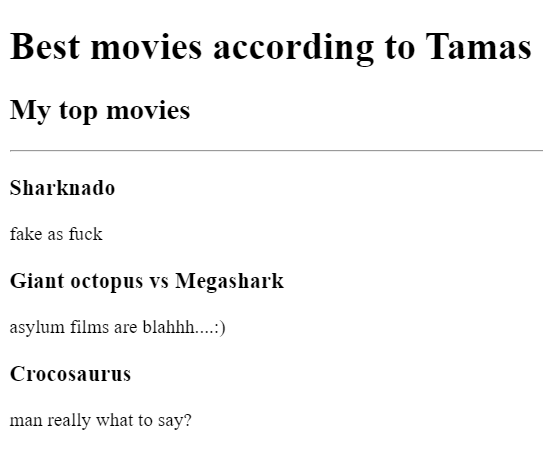 Best movies according to Tamas
My top movies
Sharknado
fake as fuck
Giant octopus vs Megashark
asylum films are blahhh....:)
Crocosaurus
man really what to say?